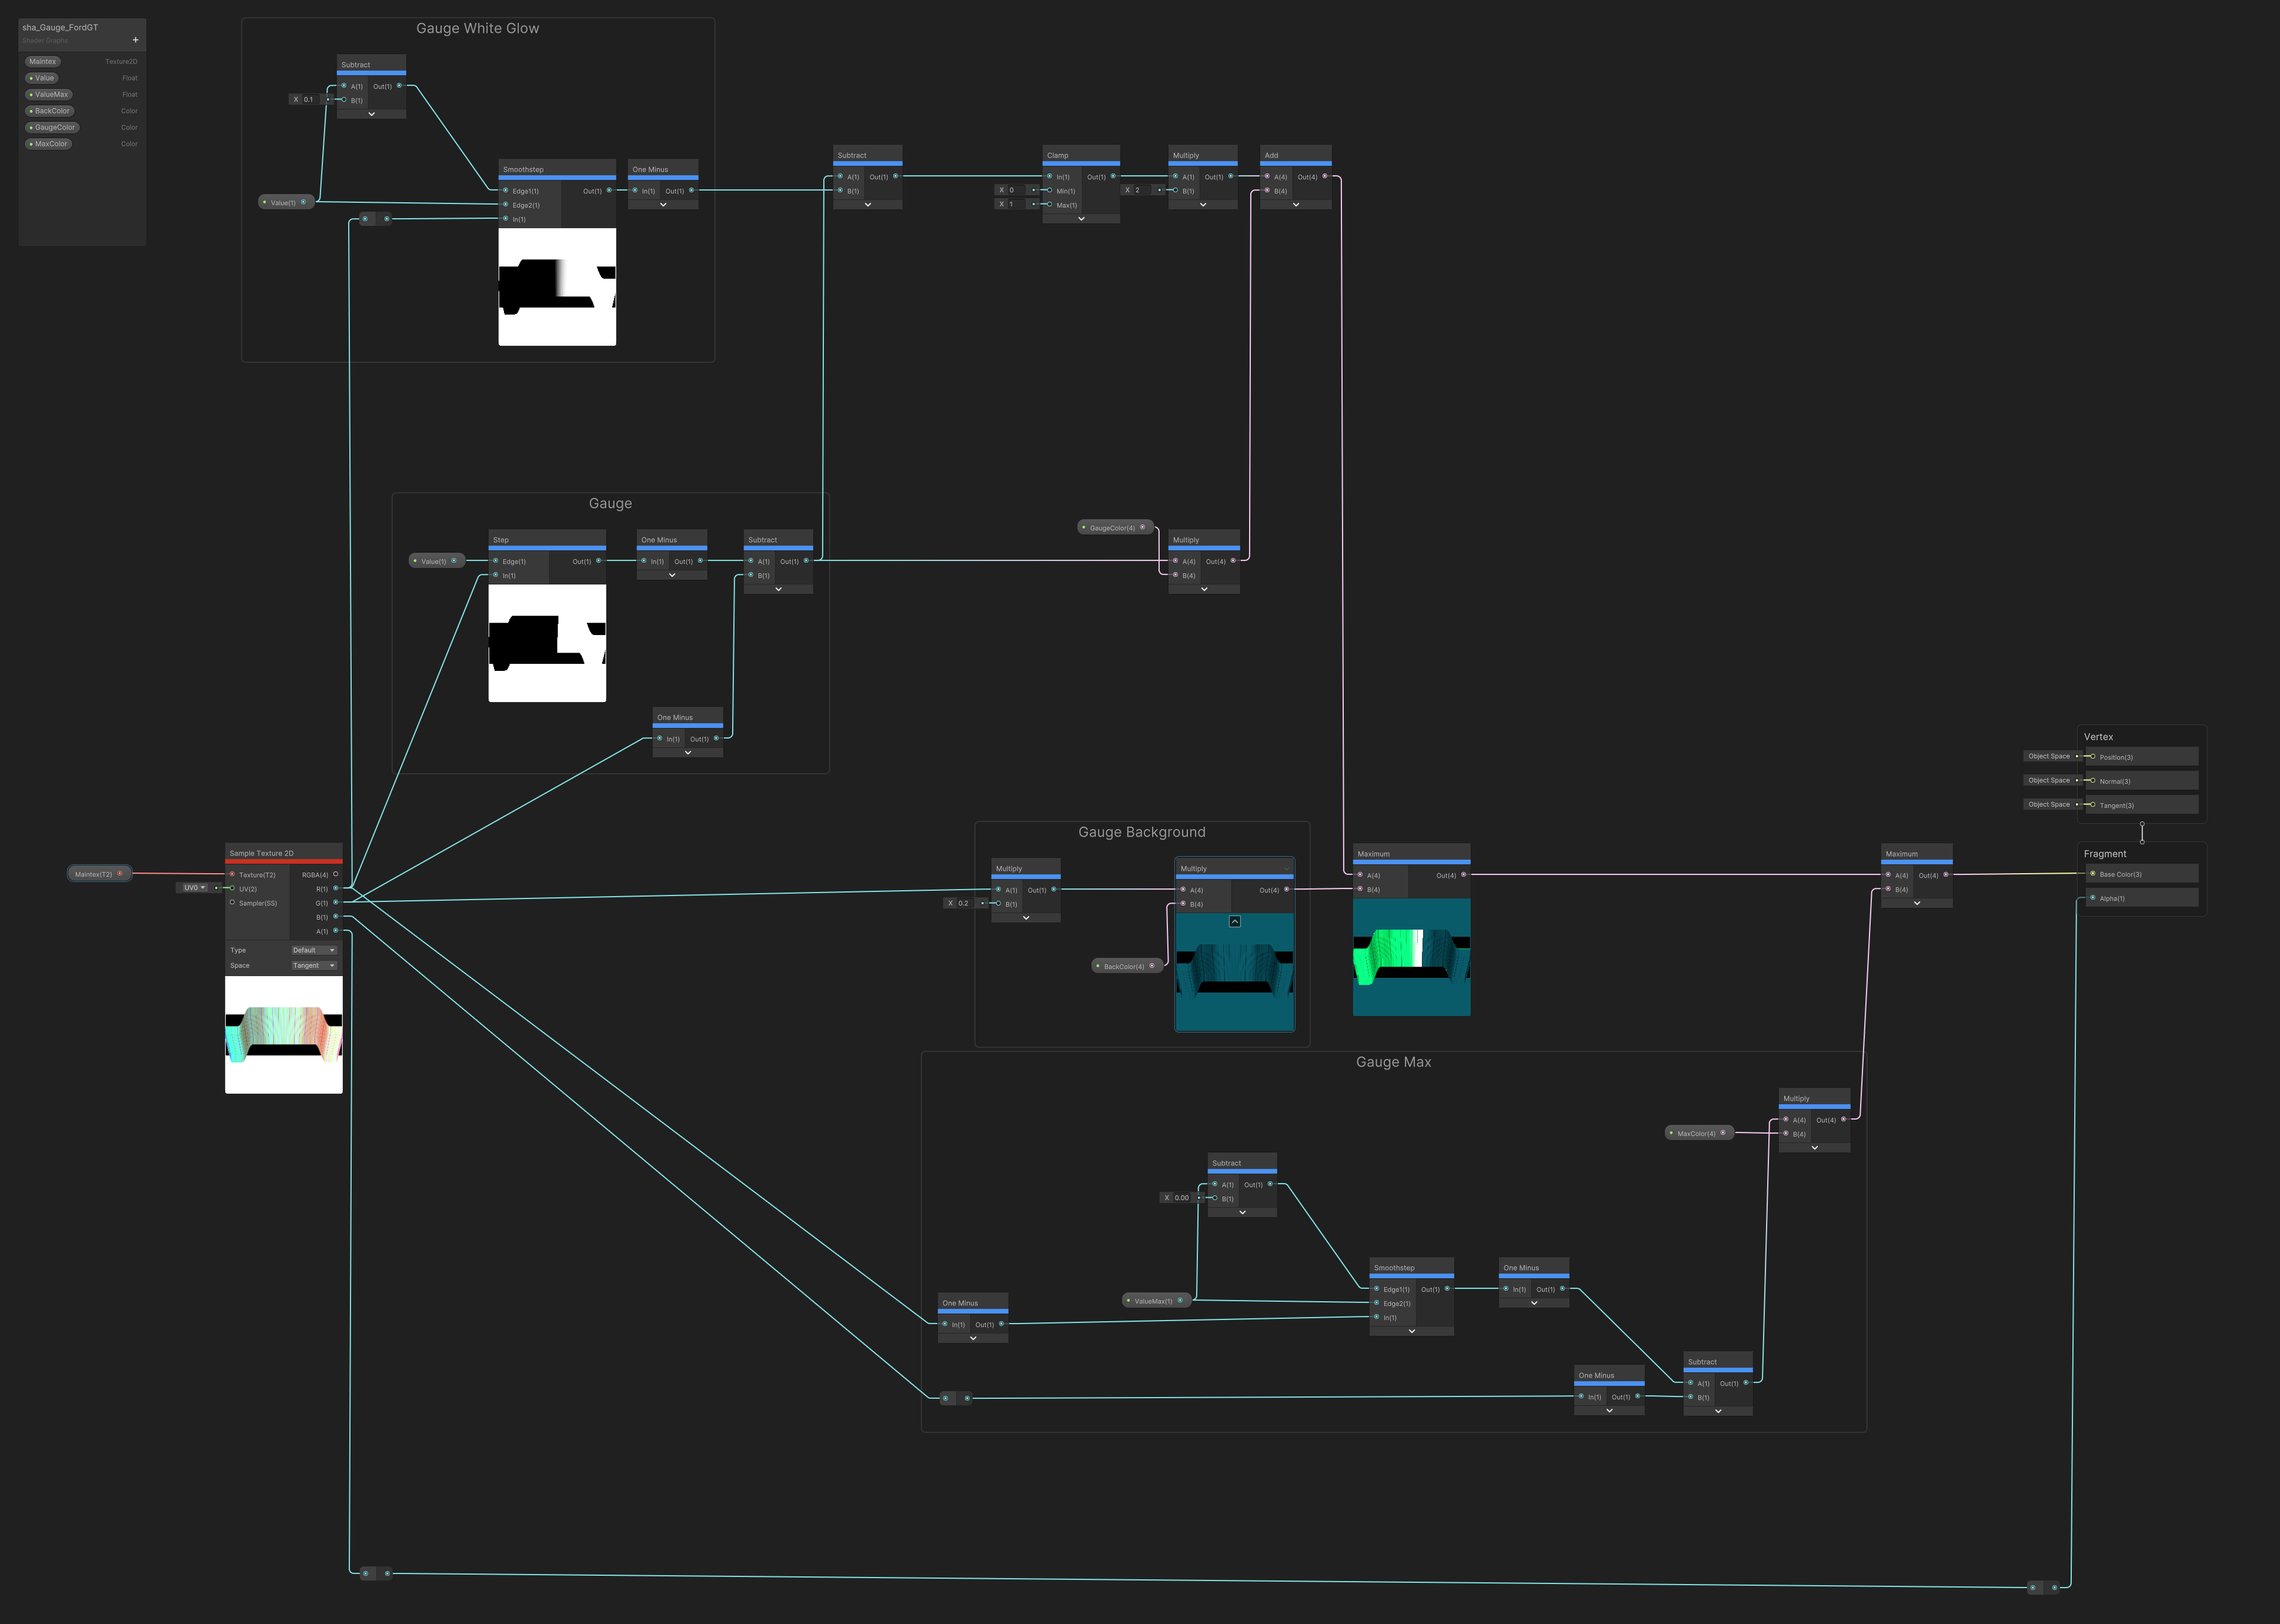 sha_Gauge_FordGT
Shader Graphs
+
Maintex Texture2D
Value Float
ValueMax Float
BackColor Color
GaugeColor Color
MaxColor Color
Gauge White Glow
Subtract
A(1) Out(1)
X 0.1 B(1)
Value(1)
Smoothstep
Edge1(1) Out(1)
Edge2(1)
In(1)
One Minus
In(1) Out(1)
Subtract
A(1) Out(1)
B(1)
Clamp
In(1) Out(1)
X 0 Min(1)
X 1 Max(1)
Multiply
A(1) Out(1)
X 2 B(1)
Add
A(4) Out(4)
B(4)
Gauge
Value(1)
Step
Edge(1) Out(1)
In(1)
One Minus
In(1) Out(1)
Subtract
A(1) Out(1)
B(1)
One Minus
In(1) Out(1)
GaugeColor(4)
Multiply
A(4) Out(4)
B(4)
Maintex(T2)
Sample Texture 2D
Texture(T2) RGBA(4)
UV0 UV(2) R(1)
Sampler(SS) G(1)
B(1)
A(1)
Type Default
Space Tangent
Gauge Background
Multiply
A(1) Out(1)
X 0.2 B(1)
BackColor(4)
Multiply
A(4) Out(4)
B(4)
Maximum
A(4) Out(4)
B(4)
Maximum
A(4) Out(4)
B(4)
Vertex
Object Space Position(3)
Object Space Normal(3)
Object Space Tangent(3)
Fragment
Base Color(3)
Alpha(1)
Gauge Max
MaxColor(4)
Multiply
A(4) Out(4)
B(4)
Subtract
A(1) Out(1)
X 0.00 B(1)
ValueMax(1)
Smoothstep
Edge1(1) Out(1)
Edge2(1)
In(1)
One Minus
In(1) Out(1)
One Minus
In(1) Out(1)
One Minus
In(1) Out(1)
Subtract
A(1) Out(1)
B(1)